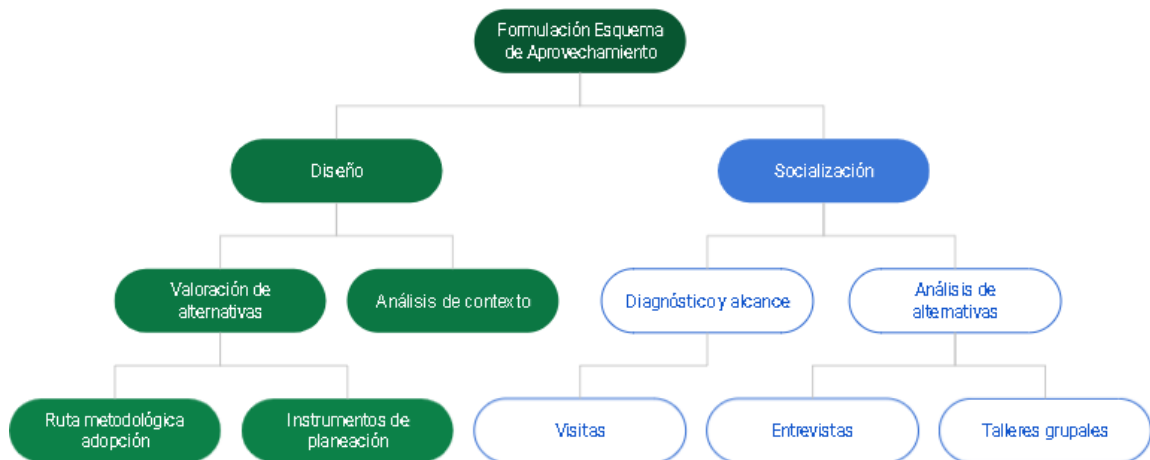 Formulación Esquema
de Aprovechamiento
Diseño
Socialización
Valoración de
alternativas
Análisis de contexto
Diagnóstico y alcance
Análisis de
alternativas
Ruta metodológica
adopción
Instrumentos de
planeación
Visitas
Entrevistas
Talleres grupales